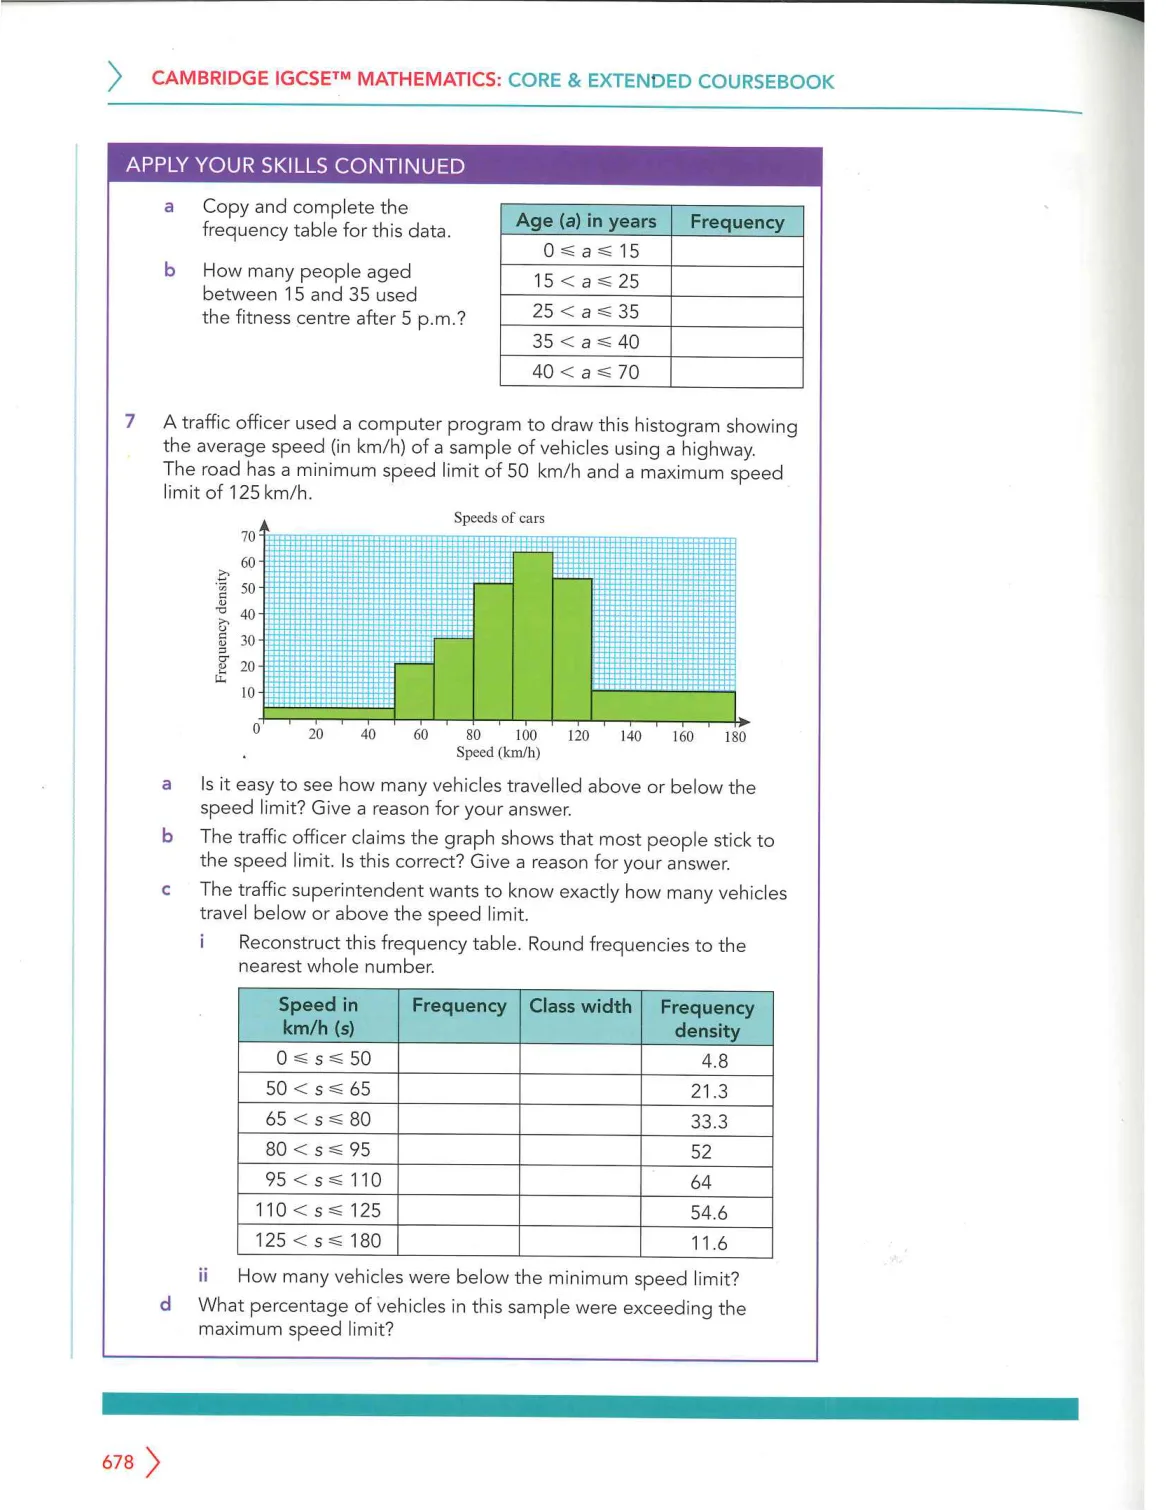 CAMBRIDGE IGCSE™ MATHEMATICS: CORE & EXTENDED COURSEBOOK
APPLY YOUR SKILLS CONTINUED
a Copy and complete the
frequency table for this data.
b How many people aged
between 15 and 35 used
the fitness centre after 5 p.m.?
Age (a) in years Frequency
0 ⩽ a ⩽ 15
15 < a ⩽ 25
25 < a ⩽ 35
35 < a ⩽ 40
40 < a ⩽ 70
7 A traffic officer used a computer program to draw this histogram showing
the average speed (in km/h) of a sample of vehicles using a highway.
The road has a minimum speed limit of 50 km/h and a maximum speed
limit of 125 km/h.
Speeds of cars
Frequency density
70
60
50
40
30
20
10
0 20 40 60 80 100 120 140 160 180
Speed (km/h)
a Is it easy to see how many vehicles travelled above or below the
speed limit? Give a reason for your answer.
b The traffic officer claims the graph shows that most people stick to
the speed limit. Is this correct? Give a reason for your answer.
c The traffic superintendent wants to know exactly how many vehicles
travel below or above the speed limit.
i Reconstruct this frequency table. Round frequencies to the
nearest whole number.
Speed in km/h (s) Frequency Class width Frequency density
0 ⩽ s ⩽ 50 4.8
50 < s ⩽ 65 21.3
65 < s ⩽ 80 33.3
80 < s ⩽ 95 52
95 < s ⩽ 110 64
110 < s ⩽ 125 54.6
125 < s ⩽ 180 11.6
ii How many vehicles were below the minimum speed limit?
d What percentage of vehicles in this sample were exceeding the
maximum speed limit?
678